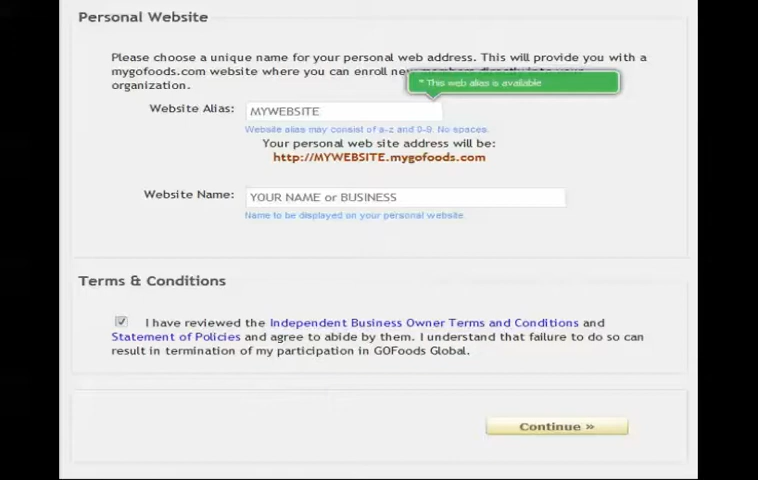 Personal Website
Please choose a unique name for your personal web address. This will provide you with a
mygofoods.com website where you can enroll new members directly into your
organization.
* This web alias is available
Website Alias: MYWEBSITE
Website alias may consist of a-z and 0-9. No spaces.
Your personal web site address will be:
http://MYWEBSITE.mygofoods.com
Website Name: YOUR NAME or BUSINESS
Name to be displayed on your personal website.
Terms & Conditions
I have reviewed the Independent Business Owner Terms and Conditions and
Statement of Policies and agree to abide by them. I understand that failure to do so can
result in termination of my participation in GOFoods Global.
Continue »